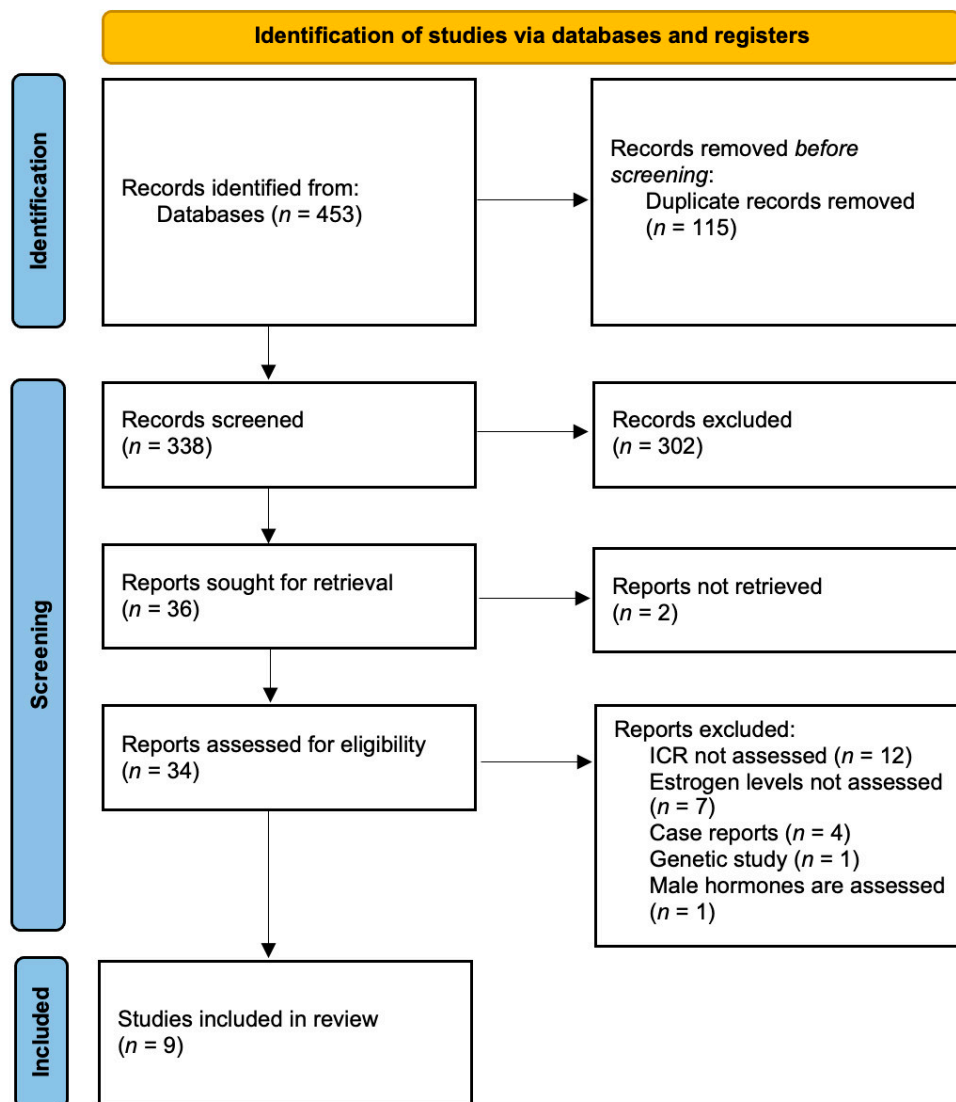 Identification of studies via databases and registers
Identification
Records identified from:
Databases (n = 453)
Records removed before
screening:
Duplicate records removed
(n = 115)
Screening
Records screened
(n = 338)
Records excluded
(n = 302)
Reports sought for retrieval
(n = 36)
Reports not retrieved
(n = 2)
Reports assessed for eligibility
(n = 34)
Reports excluded:
ICR not assessed (n = 12)
Estrogen levels not assessed
(n = 7)
Case reports (n = 4)
Genetic study (n = 1)
Male hormones are assessed
(n = 1)
Included
Studies included in review
(n = 9)